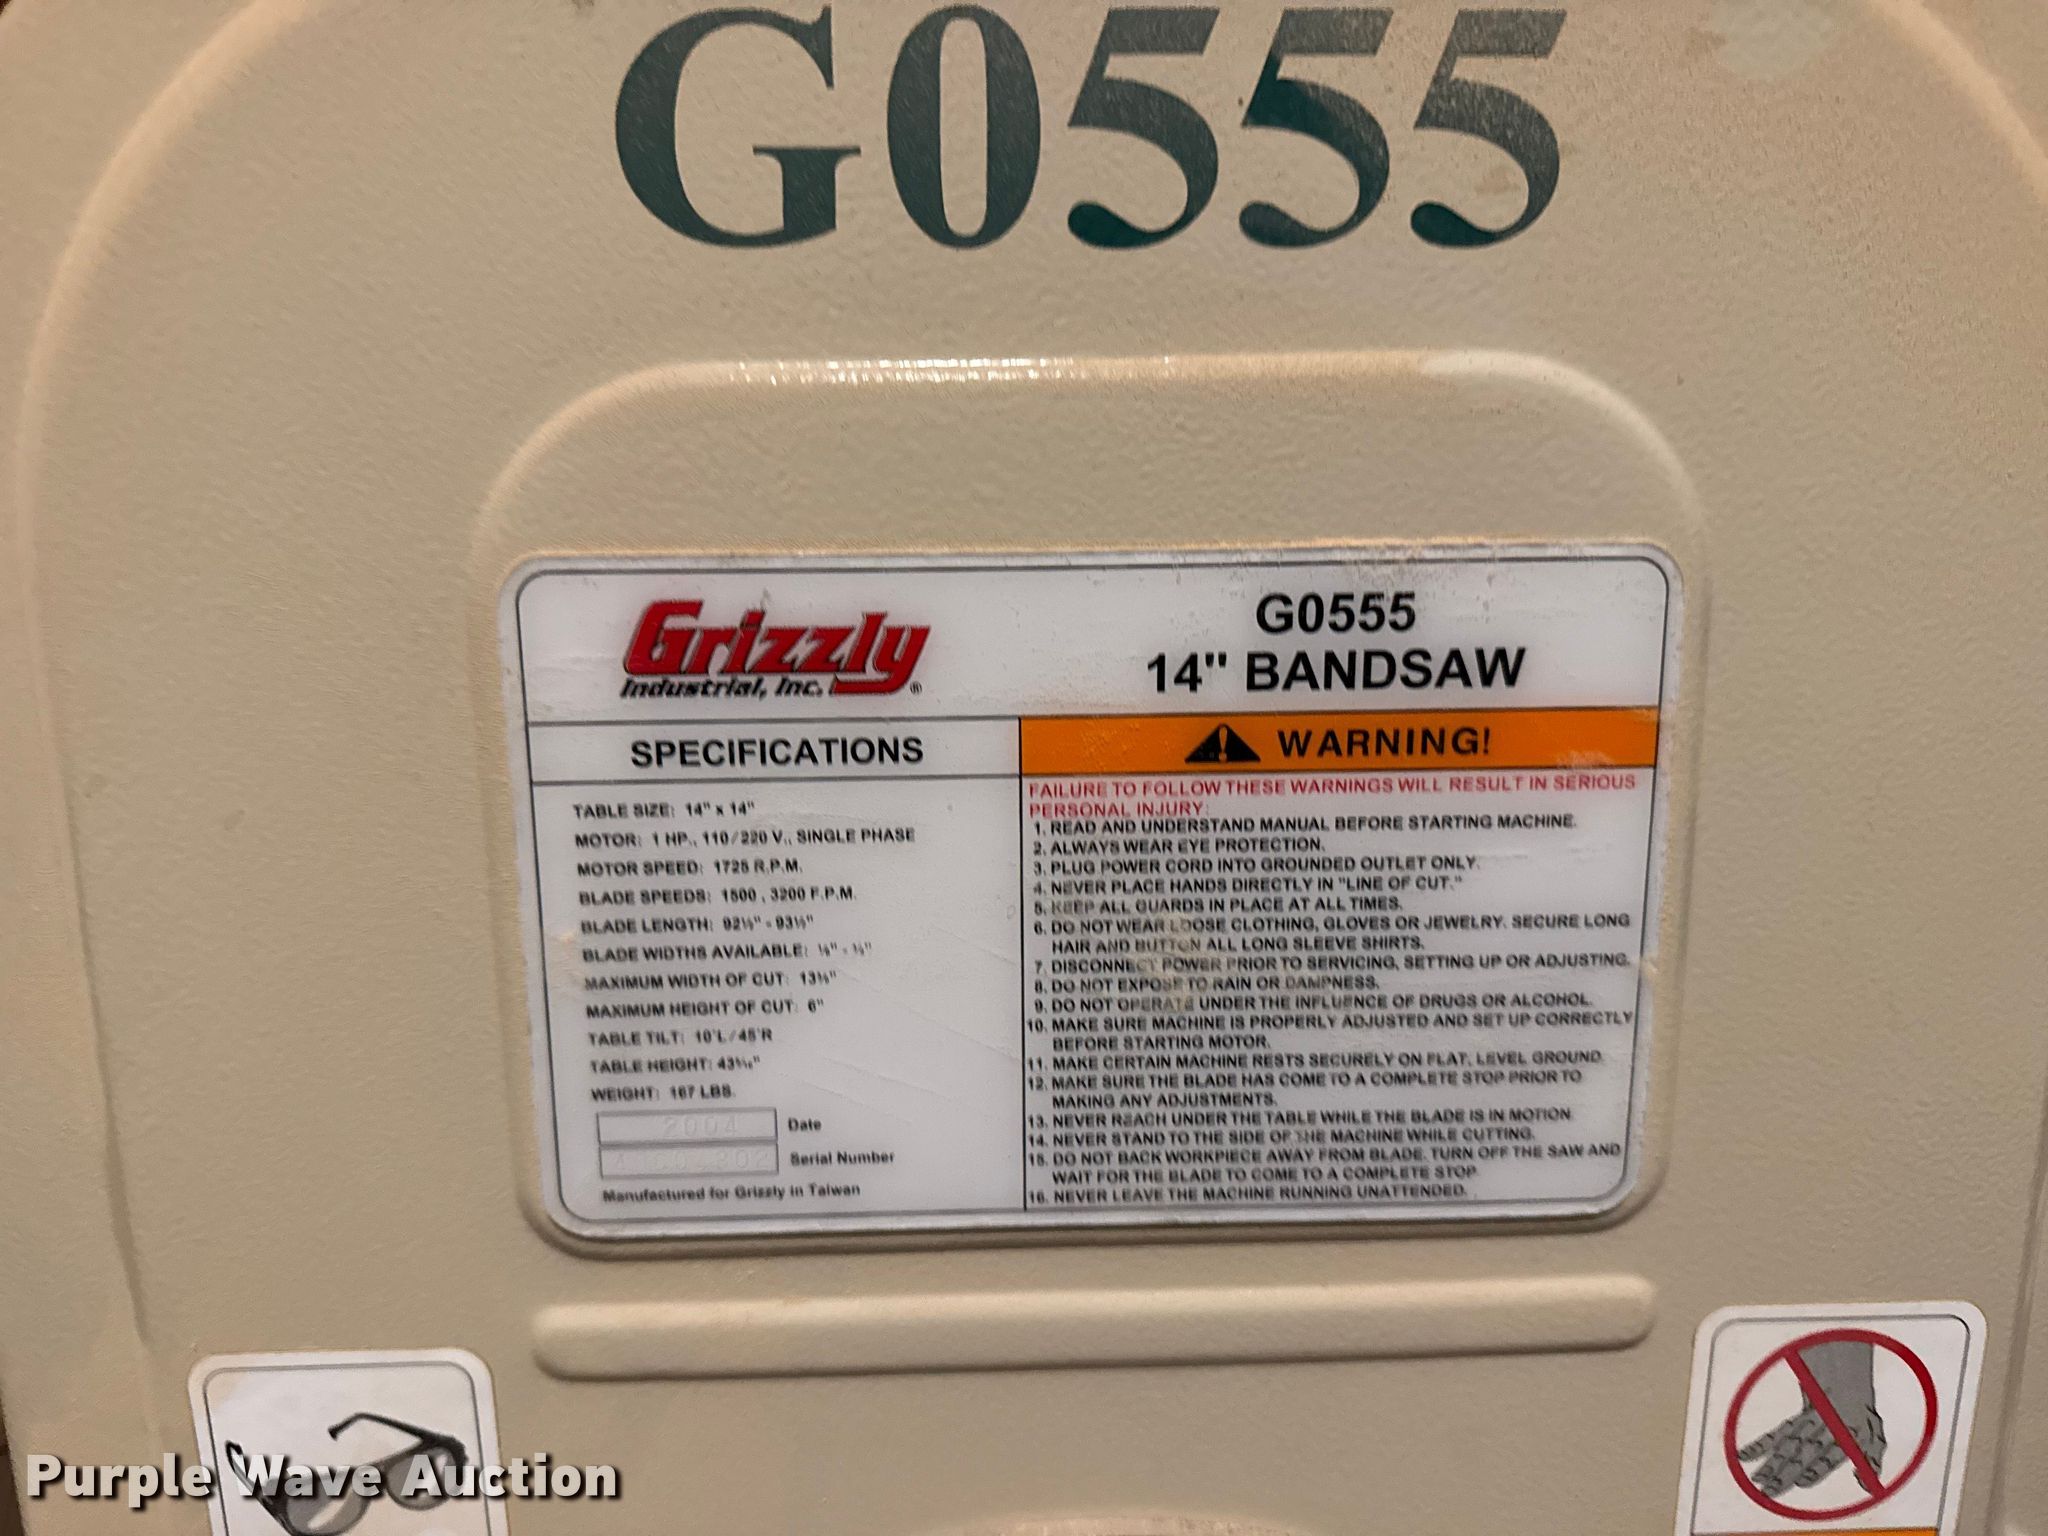 G0555
Grizzly
Industrial, Inc.®
G0555
14" BANDSAW
SPECIFICATIONS
TABLE SIZE: 14" x 14"
MOTOR: 1 HP., 110/220 V., SINGLE PHASE
MOTOR SPEED: 1725 R.P.M.
BLADE SPEEDS: 1500, 3200 F.P.M.
BLADE LENGTH: 92½" - 93½"
BLADE WIDTHS AVAILABLE:
MAXIMUM WIDTH OF CUT:
MAXIMUM HEIGHT OF CUT: 6"
TABLE TILT: 10°L/45°R
TABLE HEIGHT:
WEIGHT: 167 LBS.
2004 Date
Serial Number
Manufactured for Grizzly in Taiwan
WARNING!
FAILURE TO FOLLOW THESE WARNINGS WILL RESULT IN SERIOUS
PERSONAL INJURY:
1. READ AND UNDERSTAND MANUAL BEFORE STARTING MACHINE.
2. ALWAYS WEAR EYE PROTECTION.
3. PLUG POWER CORD INTO GROUNDED OUTLET ONLY.
4. NEVER PLACE HANDS DIRECTLY IN "LINE OF CUT."
5. KEEP ALL GUARDS IN PLACE AT ALL TIMES.
6. DO NOT WEAR LOOSE CLOTHING, GLOVES OR JEWELRY. SECURE LONG
HAIR AND BUTTON ALL LONG SLEEVE SHIRTS.
7. DISCONNECT POWER PRIOR TO SERVICING, SETTING UP OR ADJUSTING.
8. DO NOT EXPOSE TO RAIN OR DAMPNESS.
9. DO NOT OPERATE UNDER THE INFLUENCE OF DRUGS OR ALCOHOL.
10. MAKE SURE MACHINE IS PROPERLY ADJUSTED AND SET UP CORRECTLY
BEFORE STARTING MOTOR.
11. MAKE CERTAIN MACHINE RESTS SECURELY ON FLAT, LEVEL GROUND.
12. MAKE SURE THE BLADE HAS COME TO A COMPLETE STOP PRIOR TO
MAKING ANY ADJUSTMENTS.
13. NEVER REACH UNDER THE TABLE WHILE THE BLADE IS IN MOTION.
14. NEVER STAND TO THE SIDE OF THE MACHINE WHILE CUTTING.
15. DO NOT BACK WORKPIECE AWAY FROM BLADE. TURN OFF THE SAW AND
WAIT FOR THE BLADE TO COME TO A COMPLETE STOP.
16. NEVER LEAVE THE MACHINE RUNNING UNATTENDED.
Purple Wave Auction